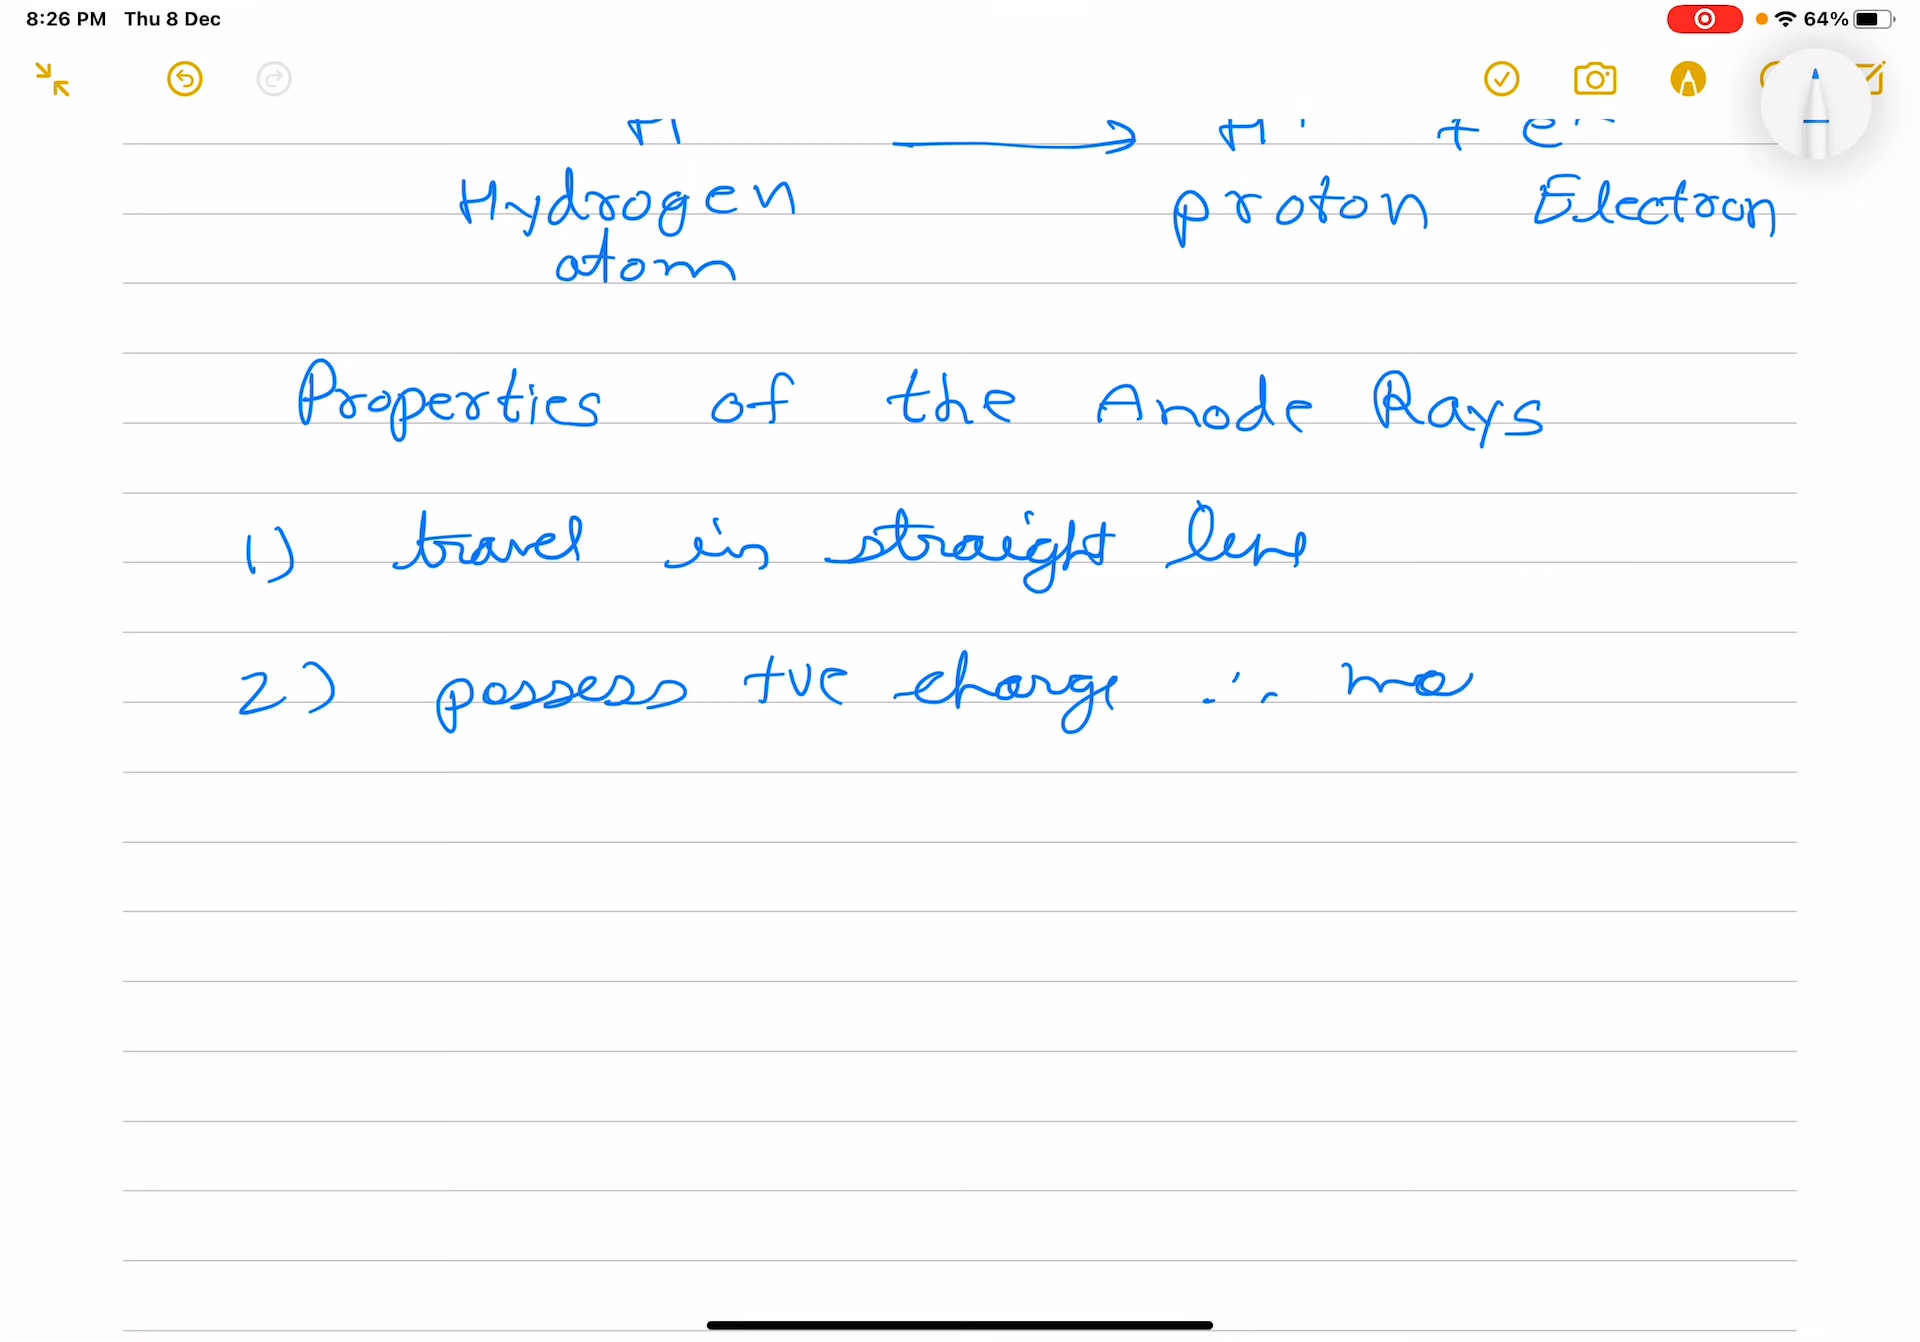 8:26 PM Thu 8 Dec 64%
H → H⁺ + e⁻
Hydrogen proton Electron
atom
Properties of the Anode Rays
1) travel in straight line
2) possess +ve charge ∴ mo